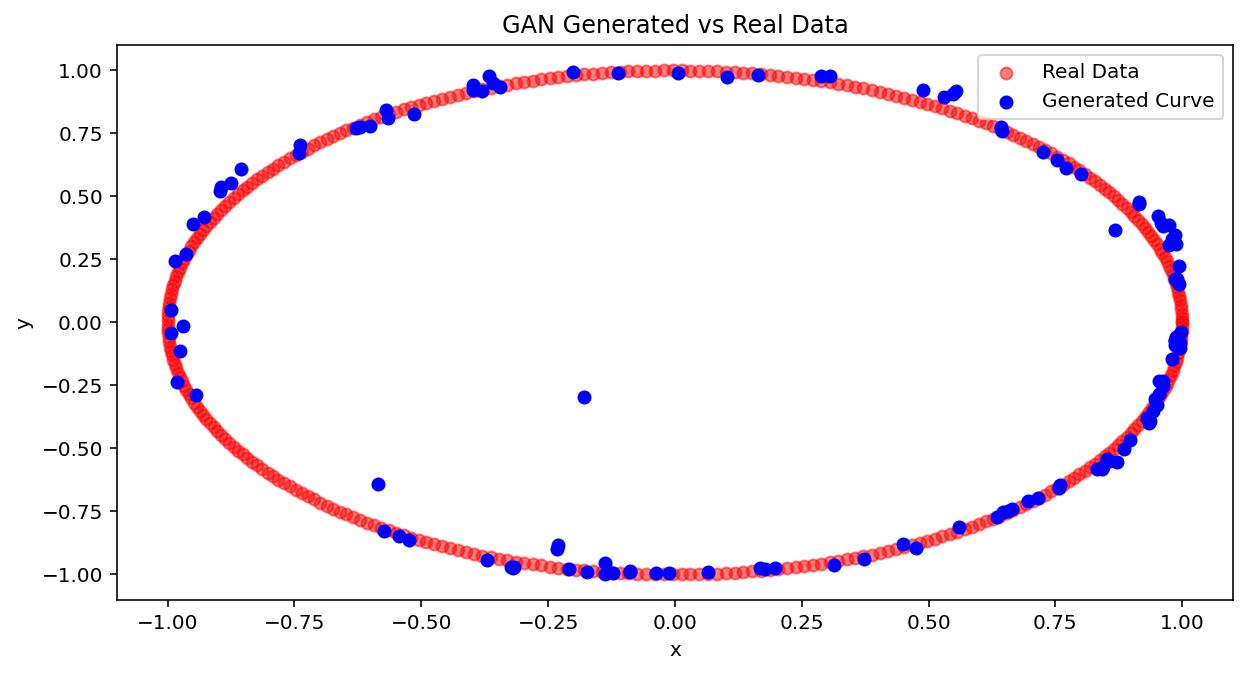 GAN Generated vs Real Data
Real Data
Generated Curve
1.00
0.75
0.50
0.25
0.00
−0.25
−0.50
−0.75
−1.00
y
−1.00 −0.75 −0.50 −0.25 0.00 0.25 0.50 0.75 1.00
x